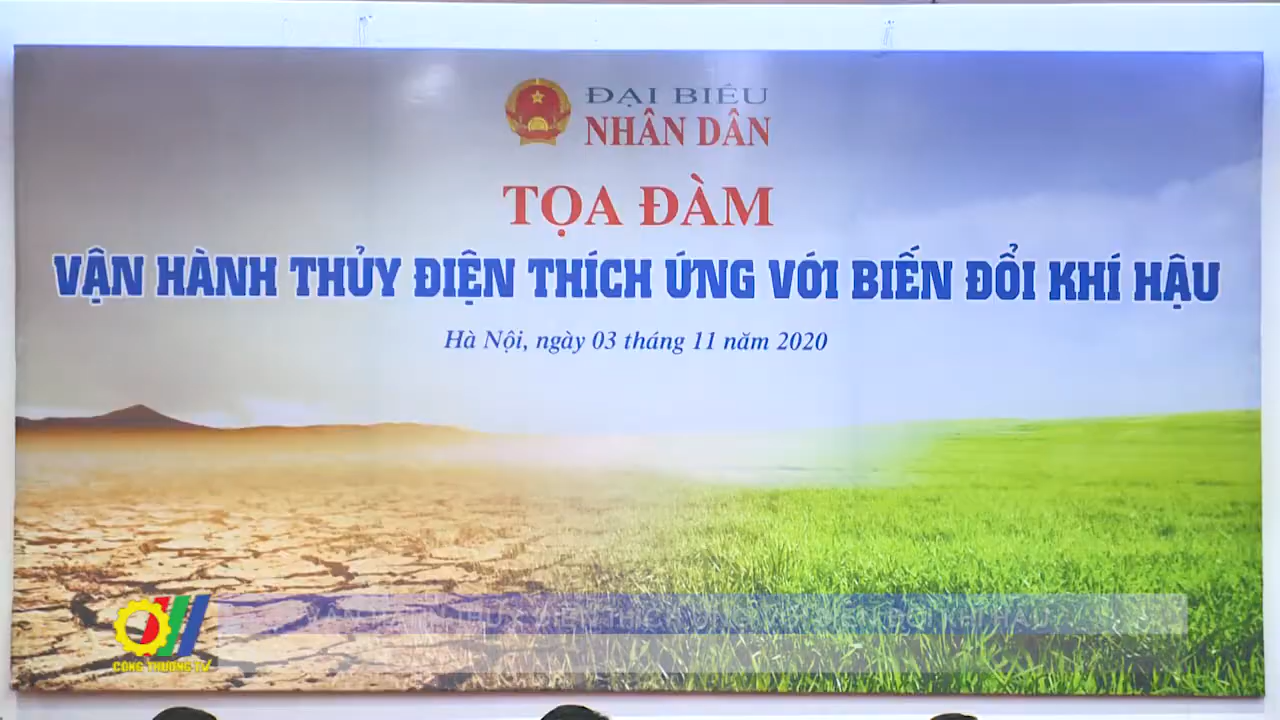 ĐẠI BIỂU
NHÂN DÂN
TỌA ĐÀM
VẬN HÀNH THỦY ĐIỆN THÍCH ỨNG VỚI BIẾN ĐỔI KHÍ HẬU
Hà Nội, ngày 03 tháng 11 năm 2020
CÔNG THƯƠNG TV